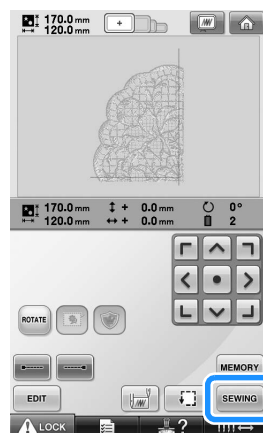 170.0 mm
120.0 mm
170.0 mm + 0.0 mm 0°
120.0 mm + 0.0 mm 2
ROTATE
MEMORY
EDIT SEWING
LOCK ?